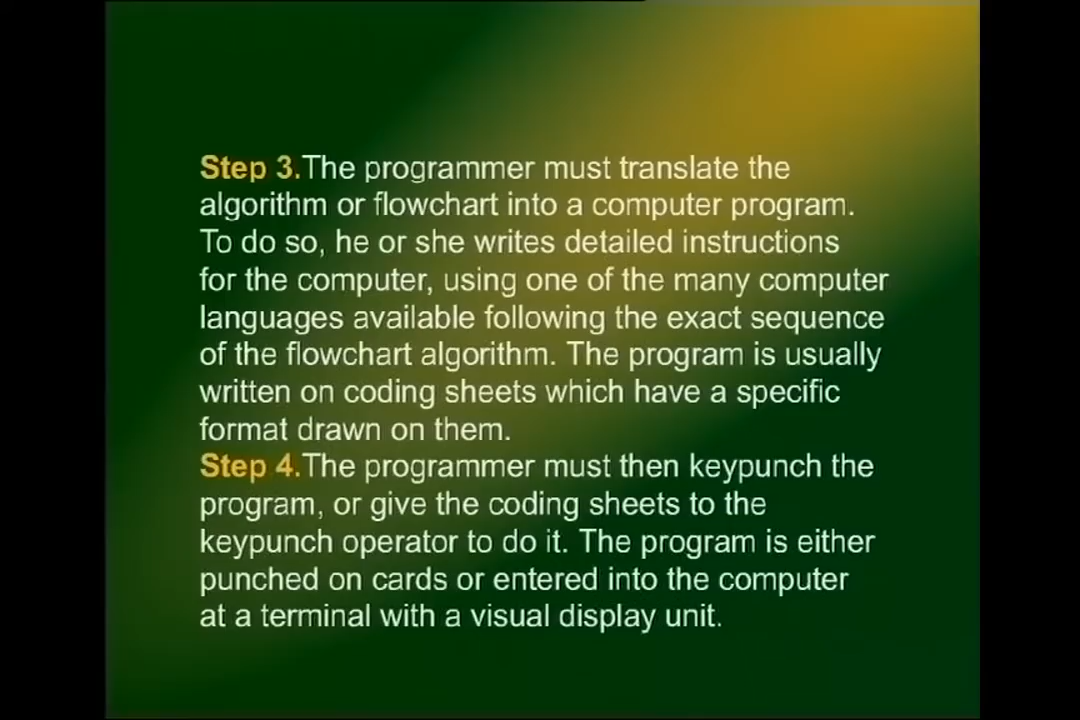 Step 3.The programmer must translate the
algorithm or flowchart into a computer program.
To do so, he or she writes detailed instructions
for the computer, using one of the many computer
languages available following the exact sequence
of the flowchart algorithm. The program is usually
written on coding sheets which have a specific
format drawn on them.
Step 4.The programmer must then keypunch the
program, or give the coding sheets to the
keypunch operator to do it. The program is either
punched on cards or entered into the computer
at a terminal with a visual display unit.